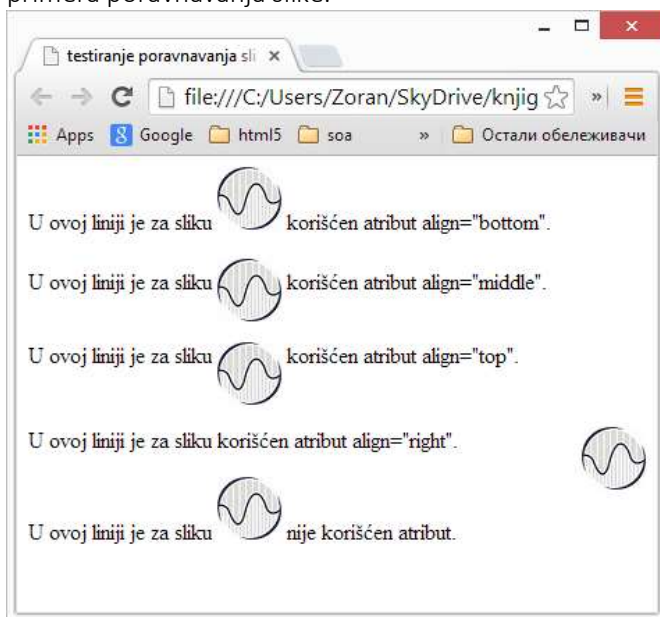 primera poravnavanja slike.
testiranje poravnavanja sli
file:///C:/Users/Zoran/SkyDrive/knjig
»
Apps Google html5 soa » Остали обележивачи
U ovoj liniji je za sliku korišćen atribut align="bottom".
U ovoj liniji je za sliku korišćen atribut align="middle".
U ovoj liniji je za sliku korišćen atribut align="top".
U ovoj liniji je za sliku korišćen atribut align="right".
U ovoj liniji je za sliku nije korišćen atribut.